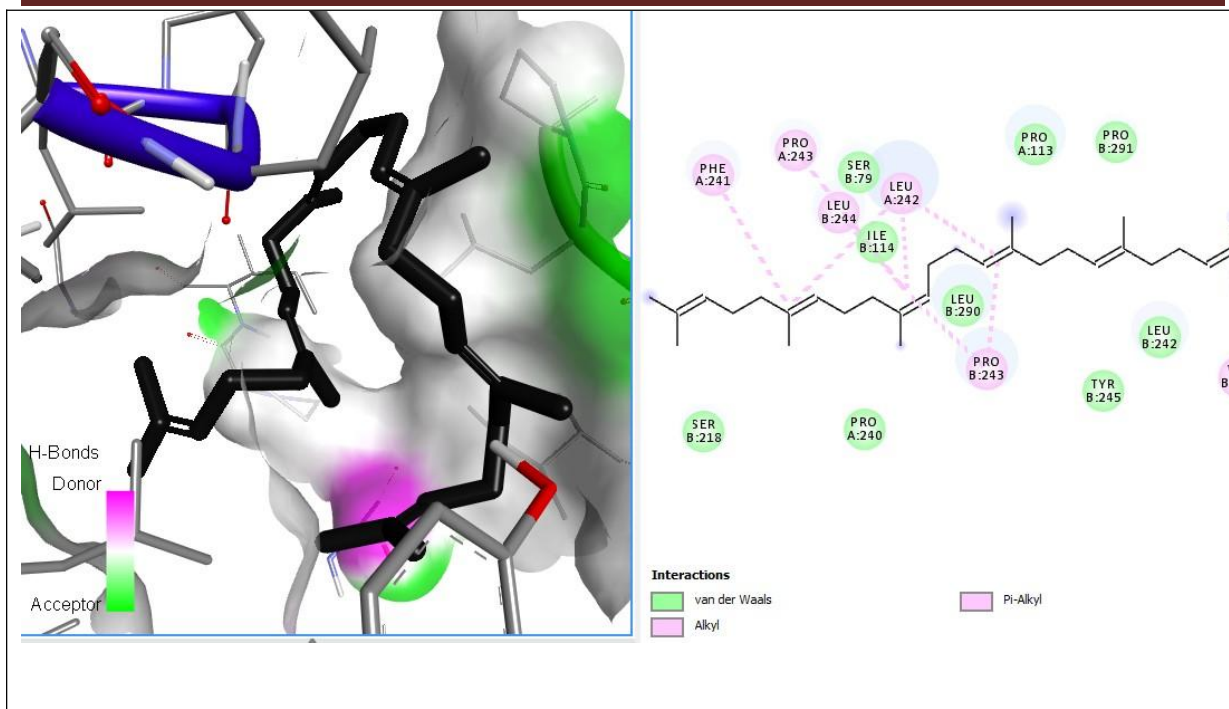 H-Bonds
Donor
Acceptor
PHE
A:241
PRO
A:243
SER
B:79
LEU
B:244
LEU
A:242
ILE
B:114
PRO
A:113
PRO
B:291
LEU
B:290
PRO
B:243
LEU
B:242
TYR
B:245
SER
B:218
PRO
A:240
Interactions
van der Waals
Alkyl
Pi-Alkyl